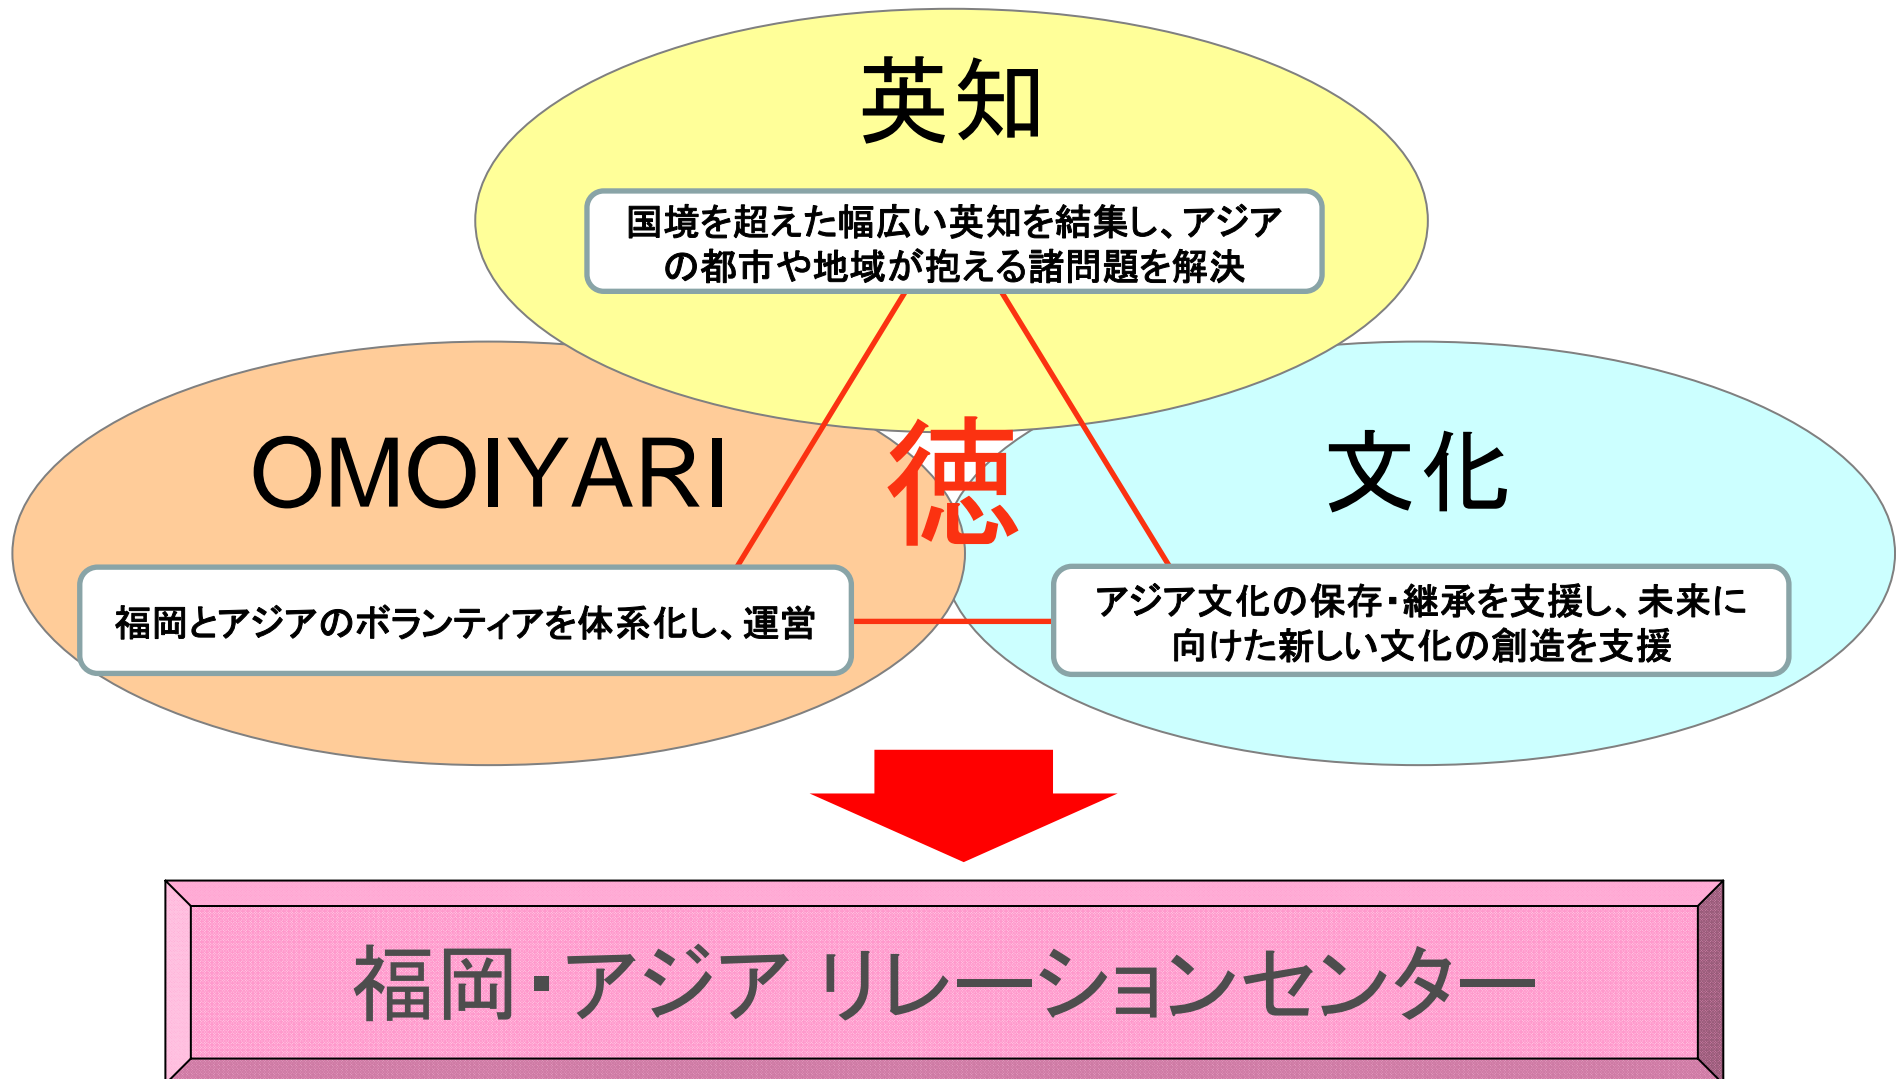 英知
国境を超えた幅広い英知を結集し、アジア
の都市や地域が抱える諸問題を解決
OMOIYARI
徳
文化
福岡とアジアのボランティアを体系化し、運営
アジア文化の保存・継承を支援し、未来に
向けた新しい文化の創造を支援
福岡・アジア リレーションセンター